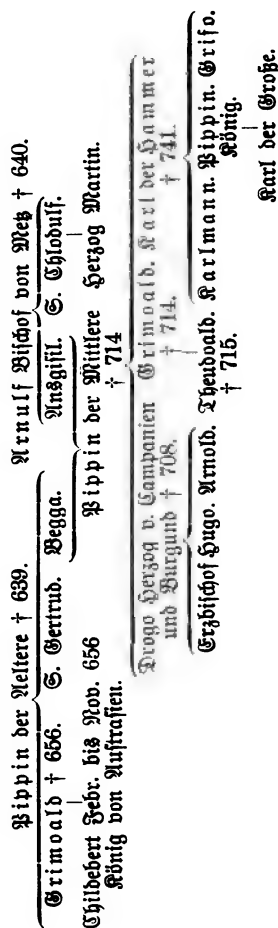 Pippin der Aeltere † 639. Arnulf Bischof von Metz † 640.
Grimoald † 656. S. Gertrud. Begga. Ansgisil. S. Chlodulf.
Childebert Febr. bis Nov. 656 Pippin der Mittlere Herzog Martin.
König von Austrasien. † 714
Drogo Herzog v. Campanien Grimoald. Karl der Hammer
und Burgund † 708. † 714. † 741.
Erzbischof Hugo. Arnold. Theudoald. Karlmann. Pippin. Grifo.
† 715. König.
Karl der Große.